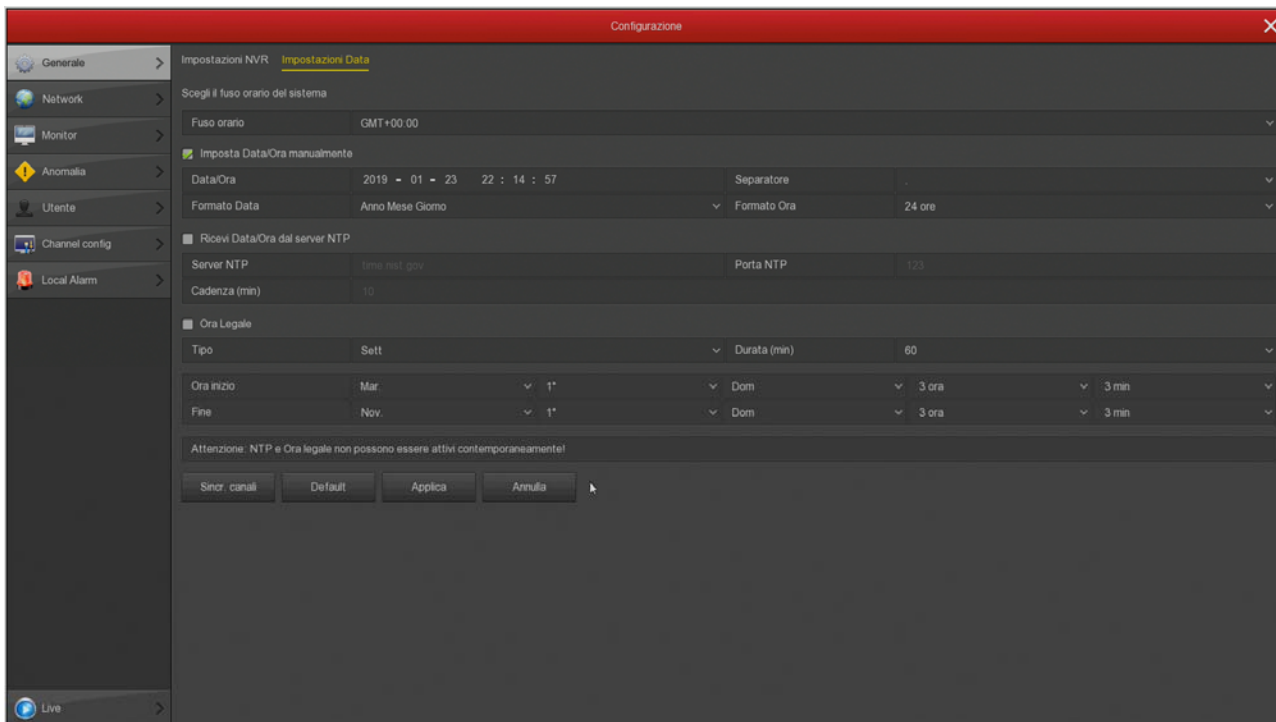 Configurazione
Generale
Network
Monitor
Anomalia
Utente
Channel config
Local Alarm
Live
Impostazioni NVR Impostazioni Data
Scegli il fuso orario del sistema
Fuso orario GMT+00:00
Imposta Data/Ora manualmente
Data/Ora 2019 - 01 - 23 22 : 14 : 57 Separatore .
Formato Data Anno Mese Giorno Formato Ora 24 ore
Ricevi Data/Ora dal server NTP
Server NTP time.nist.gov Porta NTP 123
Cadenza (min) 10
Ora Legale
Tipo Sett Durata (min) 60
Ora inizio Mar. 1° Dom 3 ora 3 min
Fine Nov. 1° Dom 3 ora 3 min
Attenzione: NTP e Ora legale non possono essere attivi contemporaneamente!
Sincr. canali Default Applica Annulla